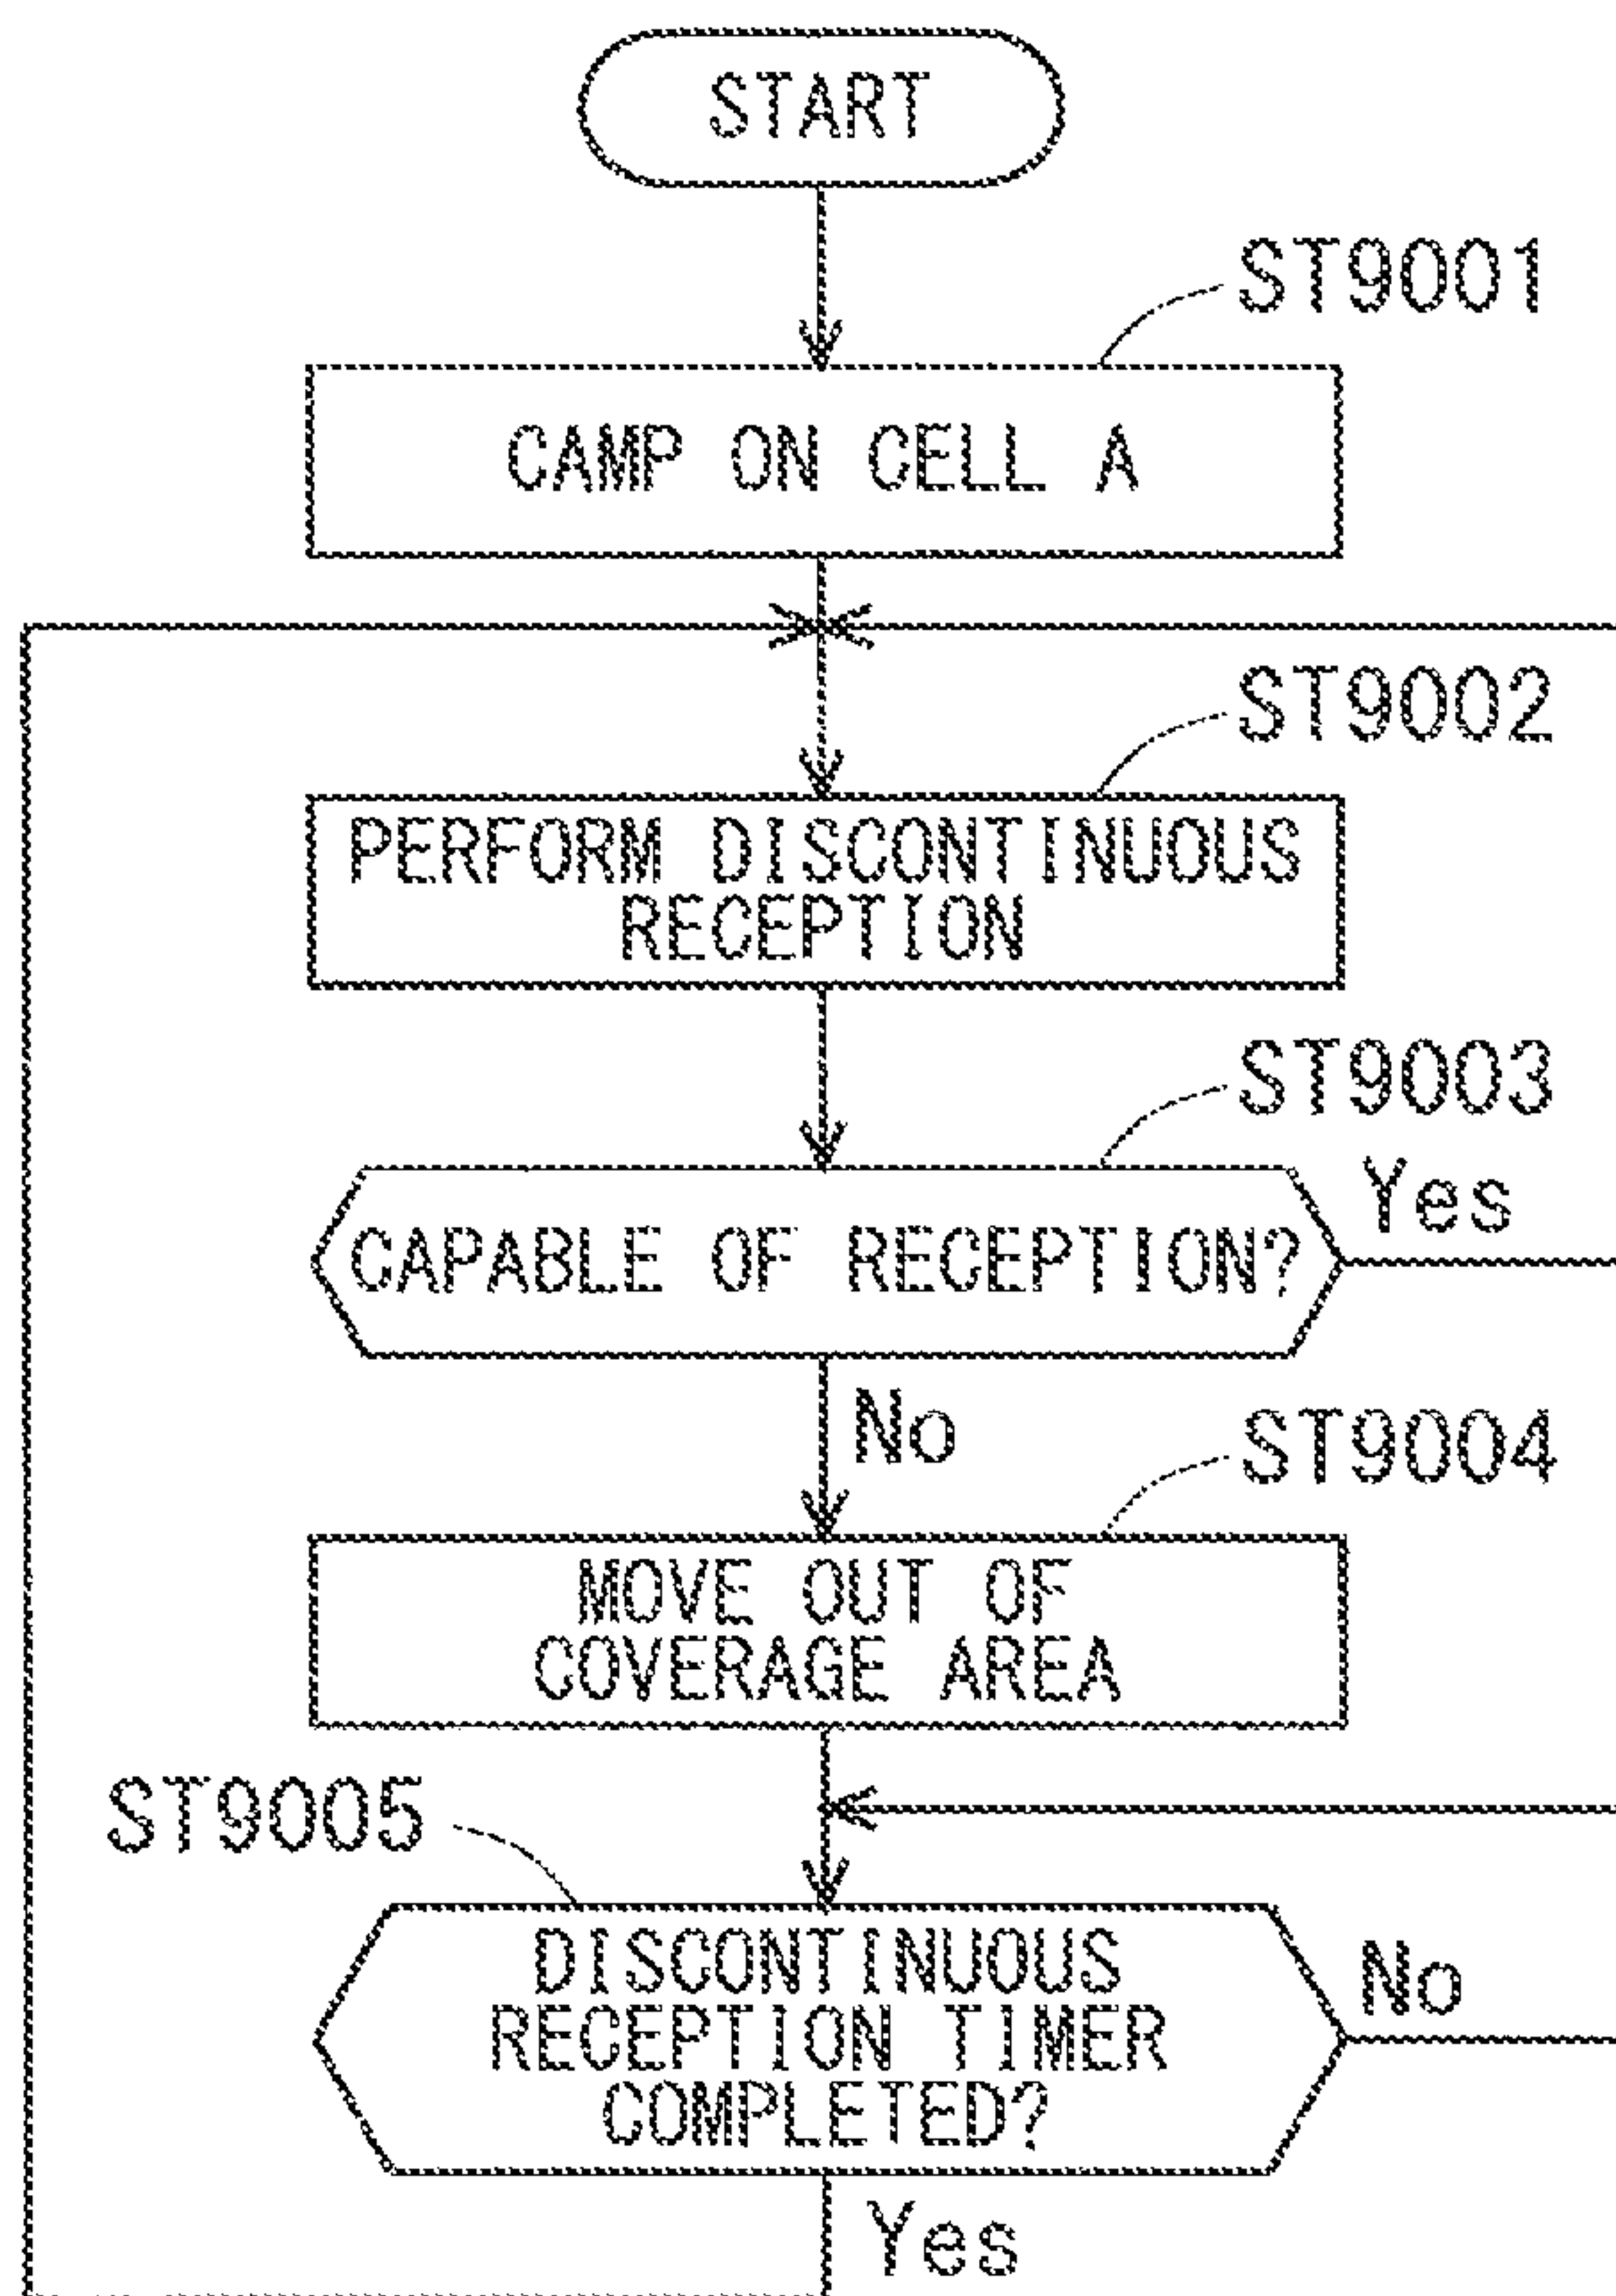 START
ST9001
CAMP ON CELL A
ST9002
PERFORM DISCONTINUOUS
RECEPTION
ST9003
Yes
CAPABLE OF RECEPTION?
No
ST9004
MOVE OUT OF
COVERAGE AREA
ST9005
DISCONTINUOUS
RECEPTION TIMER
COMPLETED?
No
Yes